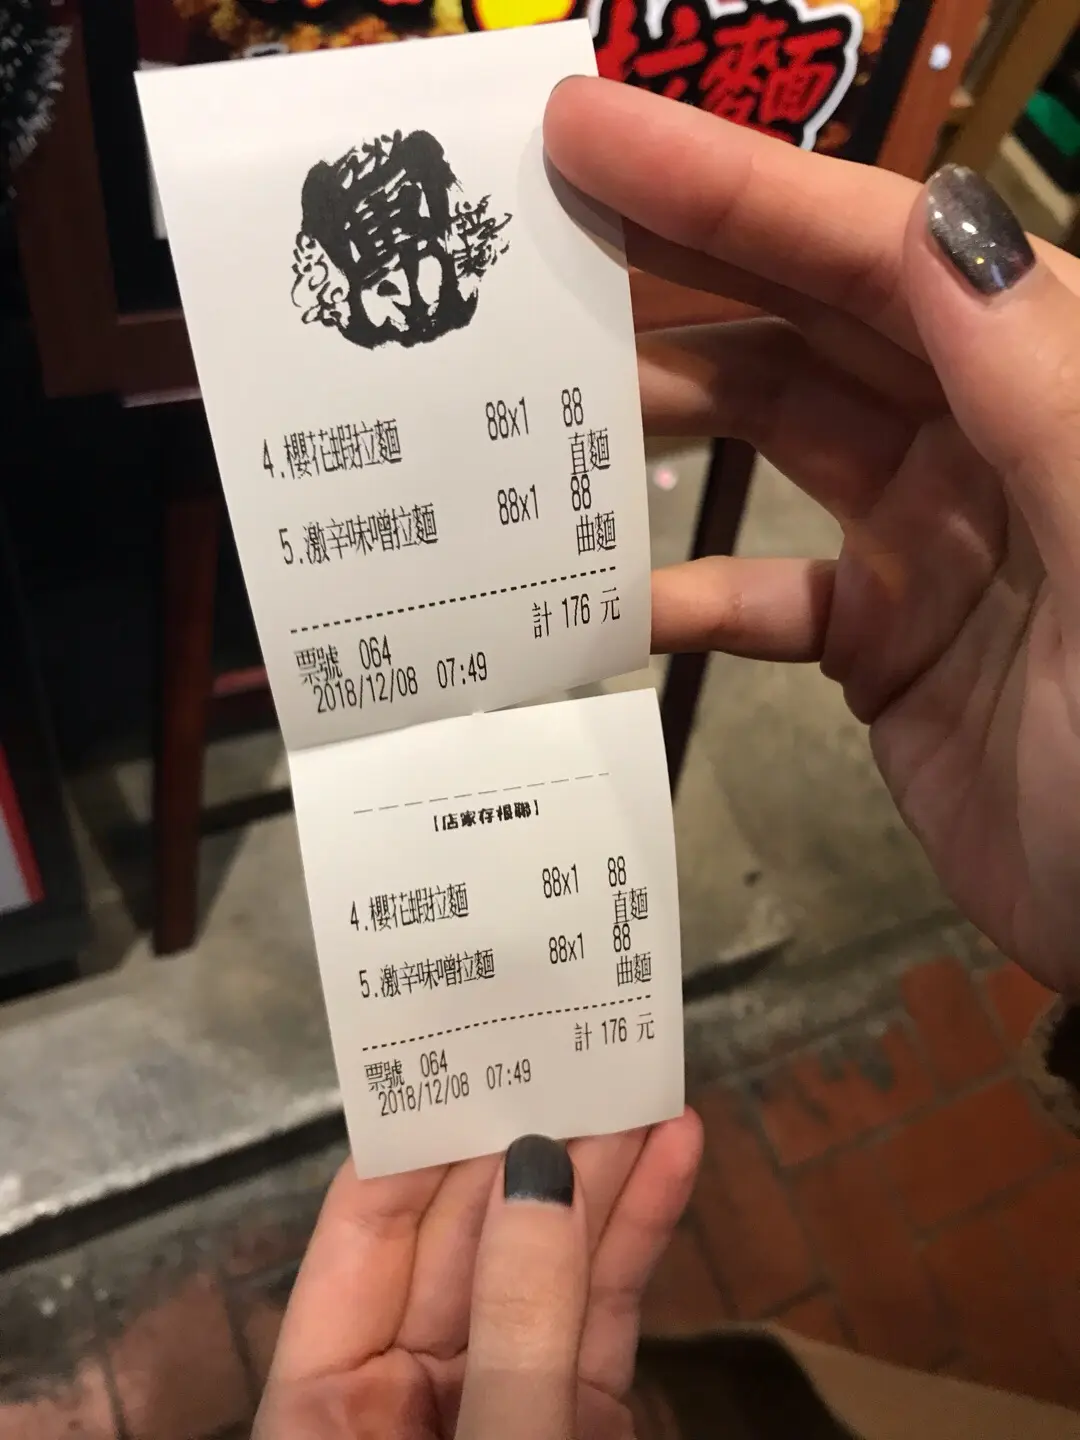 拉麵
4.櫻花蝦拉麵 88x1 88
直麵
5.激辛味噌拉麵 88x1 88
曲麵
計 176 元
票號 064
2018/12/08 07:49
【店家存根聯】
4.櫻花蝦拉麵 88x1 88
直麵
5.激辛味噌拉麵 88x1 88
曲麵
計 176 元
票號 064
2018/12/08 07:49